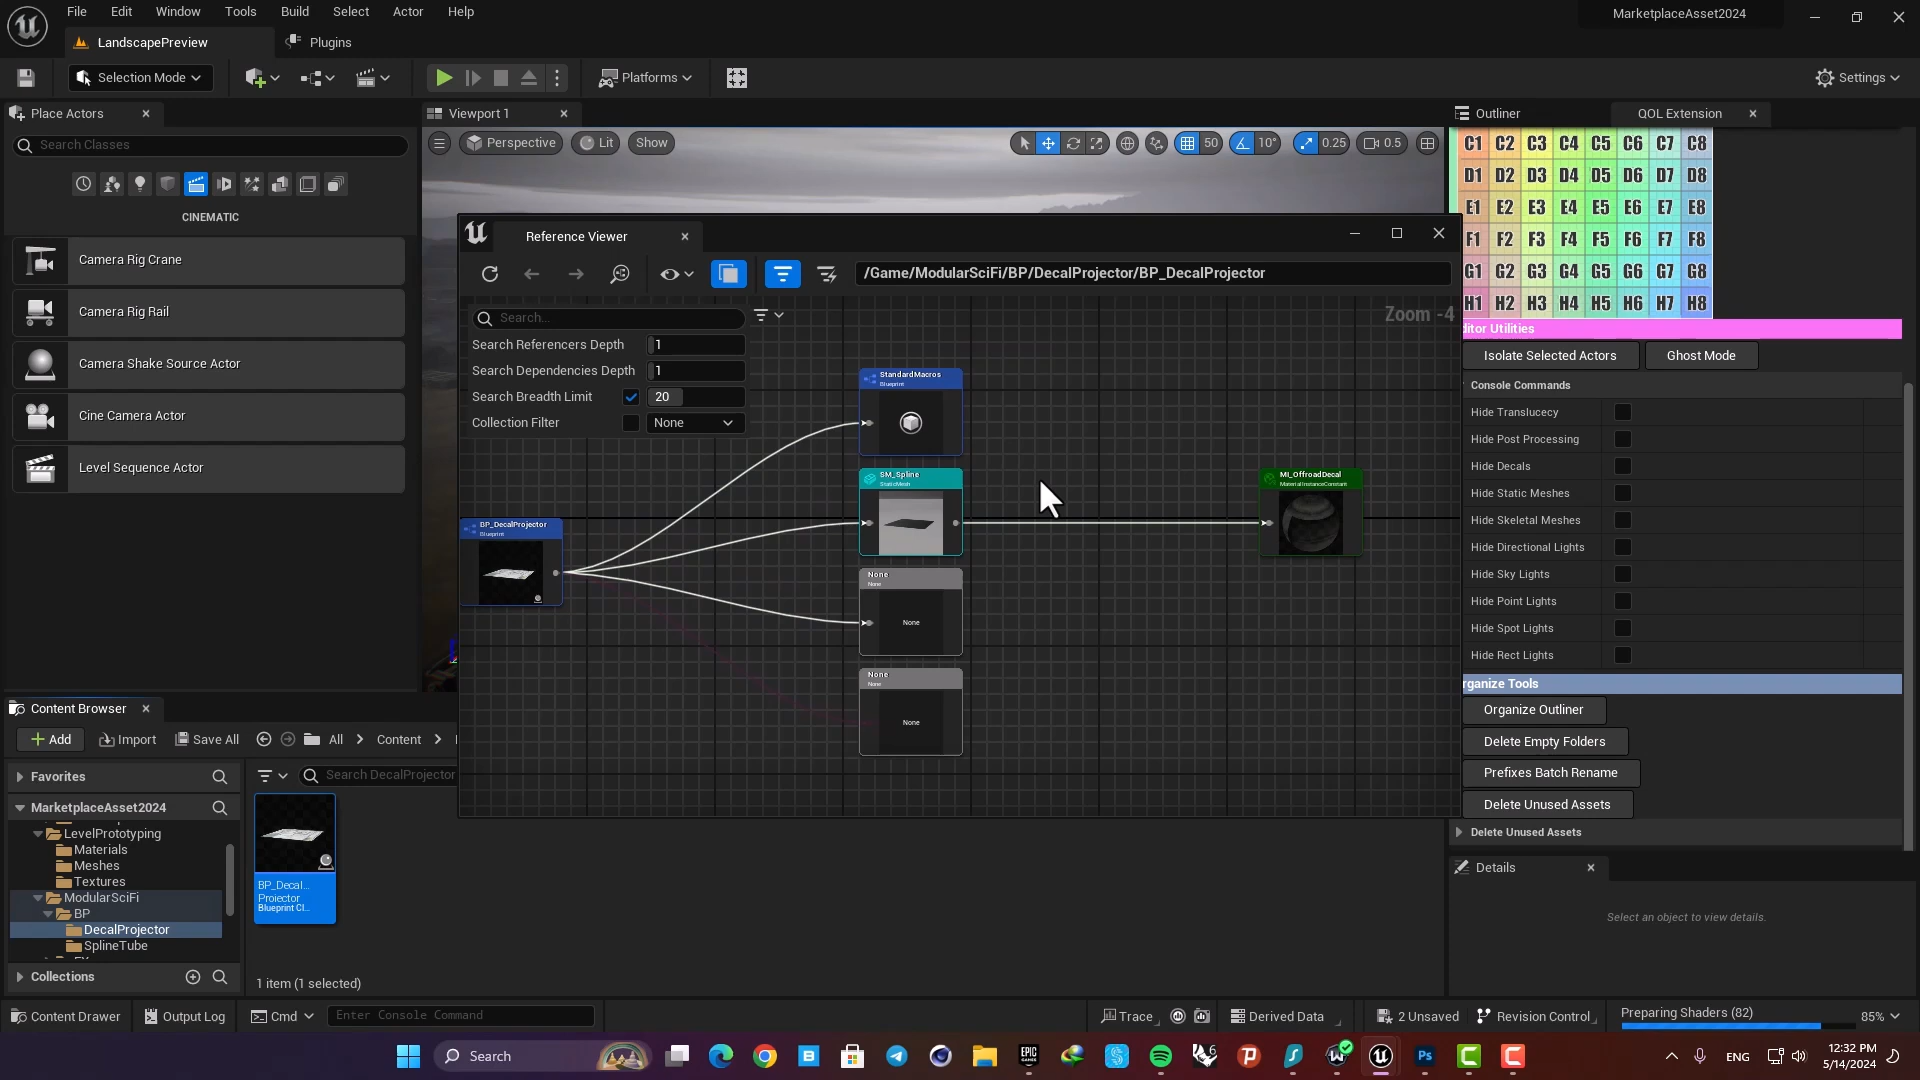 File Edit Window Tools Build Select Actor Help
MarketplaceAsset2024
LandscapePreview
Plugins
Selection Mode
Platforms
Settings
Place Actors
Viewport 1
Outliner
QOL Extension
Search Classes
Perspective
Lit
Show
50
10°
0.25
0.5
C1 C2 C3 C4 C5 C6 C7 C8
D1 D2 D3 D4 D5 D6 D7 D8
E1 E2 E3 E4 E5 E6 E7 E8
F1 F2 F3 F4 F5 F6 F7 F8
G1 G2 G3 G4 G5 G6 G7 G8
H1 H2 H3 H4 H5 H6 H7 H8
CINEMATIC
Camera Rig Crane
Camera Rig Rail
Camera Shake Source Actor
Cine Camera Actor
Level Sequence Actor
Reference Viewer
/Game/ModularSciFi/BP/DecalProjector/BP_DecalProjector
Search...
Zoom -4
Search Referencers Depth 1
Search Dependencies Depth 1
Search Breadth Limit 20
Collection Filter None
StandardMacros
Blueprint
SM_Spline
StaticMesh
MI_OffroadDecal
MaterialInstanceConstant
BP_DecalProjector
Blueprint
None
None
None
None
None
None
ditor Utilities
Isolate Selected Actors
Ghost Mode
Console Commands
Hide Translucecy
Hide Post Processing
Hide Decals
Hide Static Meshes
Hide Skeletal Meshes
Hide Directional Lights
Hide Sky Lights
Hide Point Lights
Hide Spot Lights
Hide Rect Lights
rganize Tools
Organize Outliner
Delete Empty Folders
Prefixes Batch Rename
Delete Unused Assets
Delete Unused Assets
Details
Select an object to view details.
Content Browser
Add
Import
Save All
All
Content
Favorites
Search DecalProjector
MarketplaceAsset2024
LevelPrototyping
Materials
Meshes
Textures
ModularSciFi
BP
DecalProjector
SplineTube
Collections
BP_Decal...
Projector
Blueprint Cl...
1 item (1 selected)
Content Drawer
Output Log
Cmd
Enter Console Command
Trace
Derived Data
2 Unsaved
Revision Control
Preparing Shaders (82)
85%
Search
ENG
12:32 PM
5/14/2024